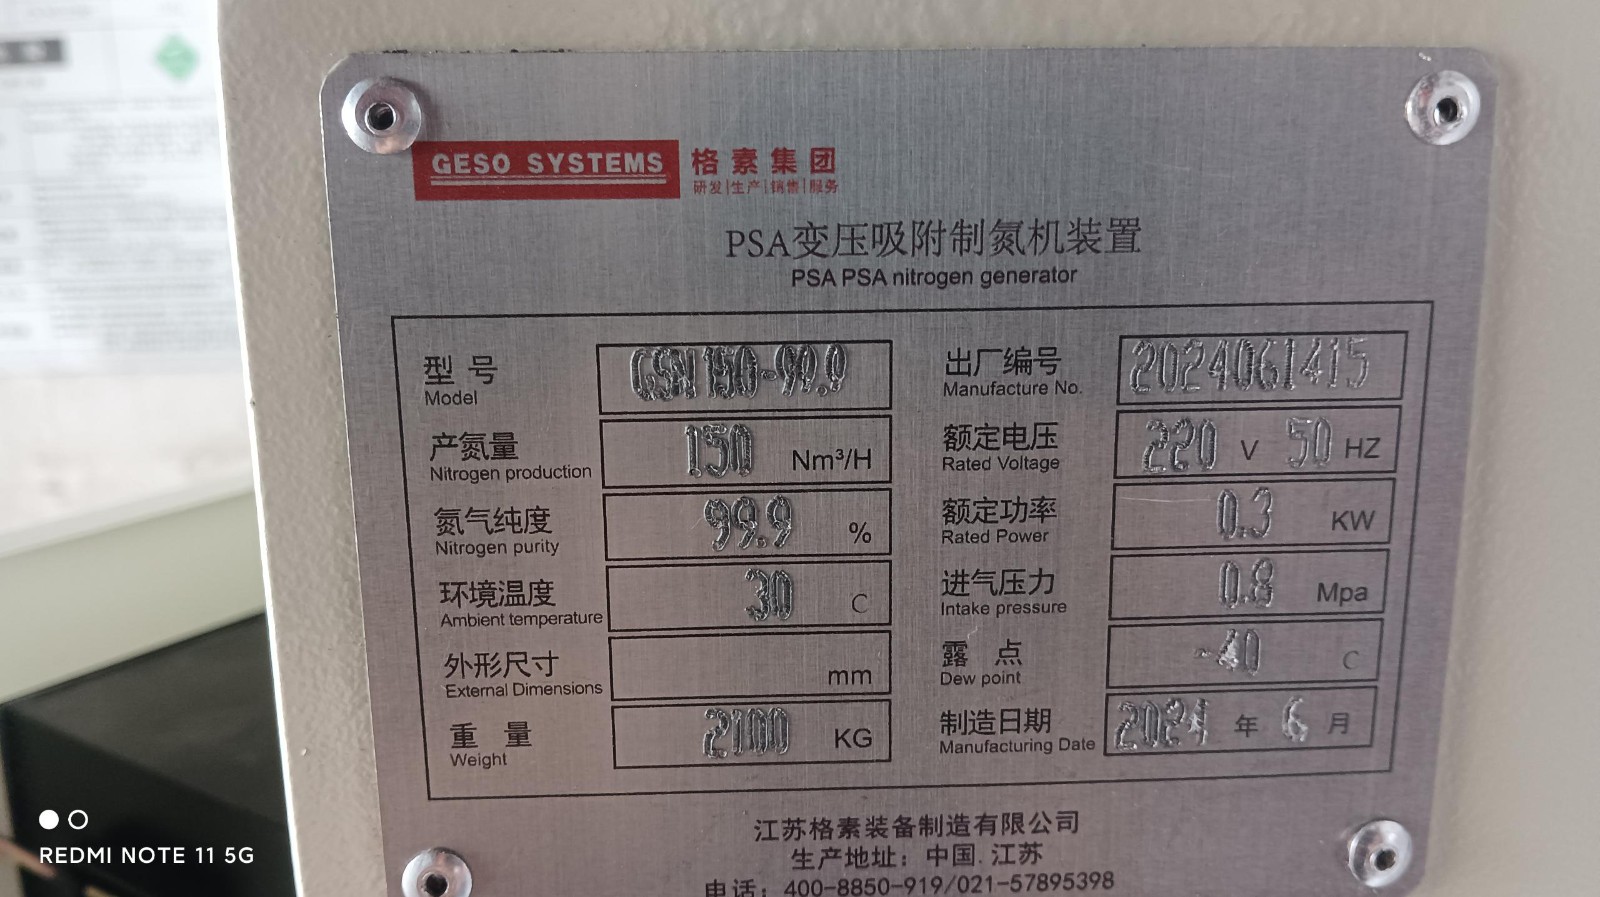 GESO SYSTEMS 格素集团
研发|生产|销售|服务
PSA变压吸附制氮机装置
PSA PSA nitrogen generator
型 号 GSN150-99.9
Model
出厂编号 2024061415
Manufacture No.
产氮量 150 Nm³/H
Nitrogen production
额定电压 220 V 50 HZ
Rated Voltage
氮气纯度 99.9 %
Nitrogen purity
额定功率 0.3 KW
Rated Power
环境温度 30 C
Ambient temperature
进气压力 0.8 Mpa
Intake pressure
外形尺寸 mm
External Dimensions
露 点 -40 C
Dew point
重 量 2100 KG
Weight
制造日期 2024 年 6 月
Manufacturing Date
江苏格素装备制造有限公司
生产地址：中国.江苏
电话：400-8850-919/021-57895398
REDMI NOTE 11 5G